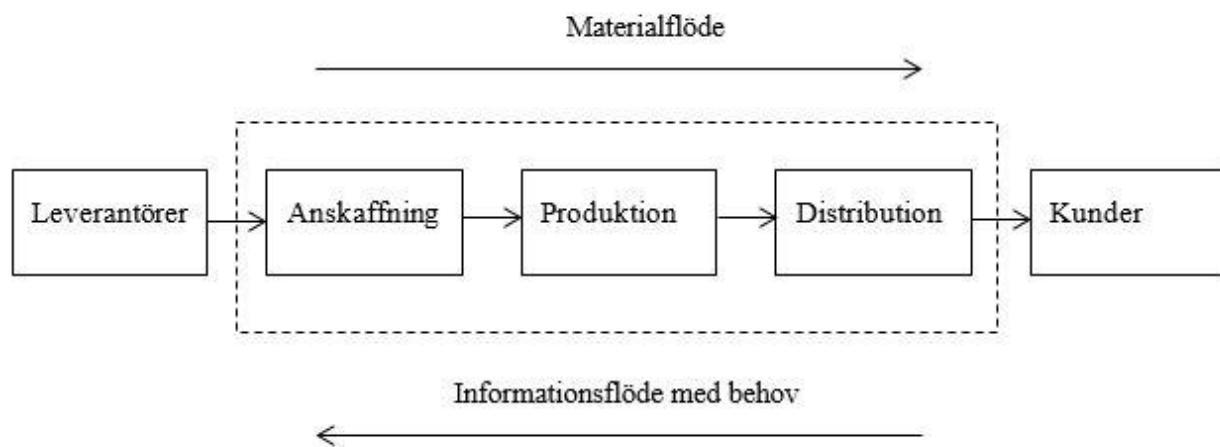 Materialflöde
Leverantörer
Anskaffning
Produktion
Distribution
Kunder
Informationsflöde med behov